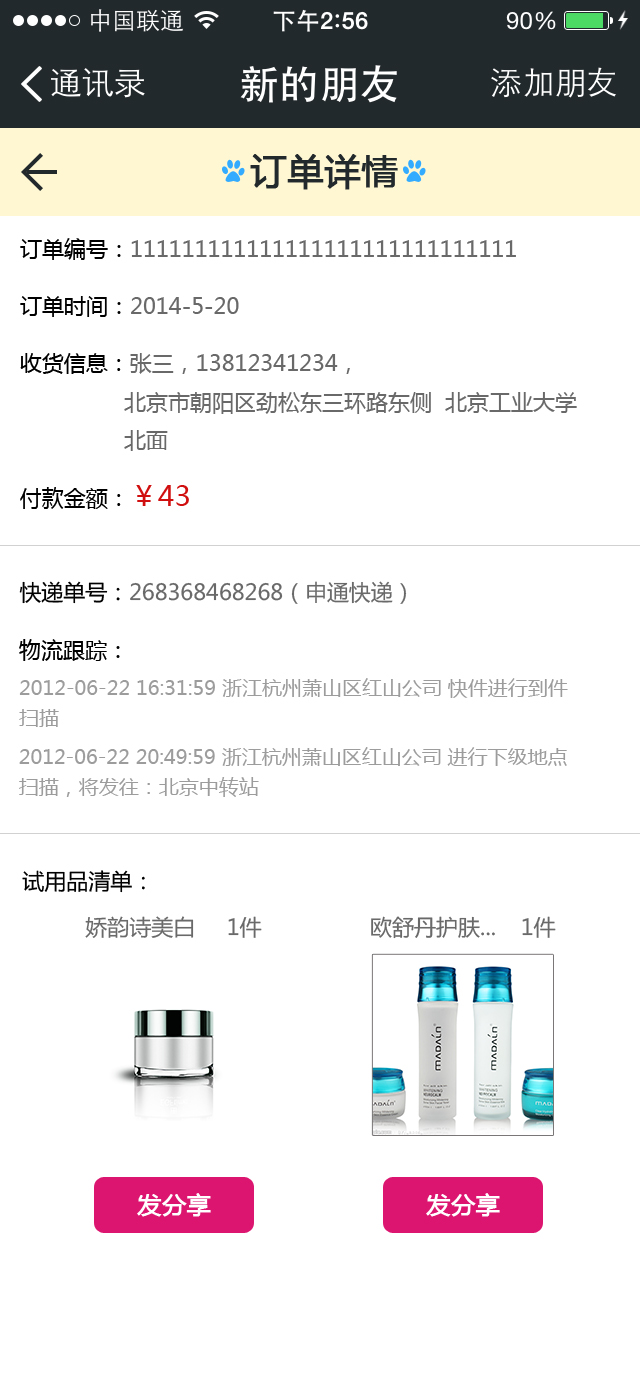 中国联通 下午2:56 90%
通讯录 新的朋友 添加朋友
订单详情
订单编号：111111111111111111111111111111
订单时间：2014-5-20
收货信息：张三，13812341234，
北京市朝阳区劲松东三环路东侧 北京工业大学
北面
付款金额：￥43
快递单号：268368468268（申通快递）
物流跟踪：
2012-06-22 16:31:59 浙江杭州萧山区红山公司 快件进行到件
扫描
2012-06-22 20:49:59 浙江杭州萧山区红山公司 进行下级地点
扫描，将发往：北京中转站
试用品清单：
娇韵诗美白 1件 欧舒丹护肤... 1件
发分享 发分享